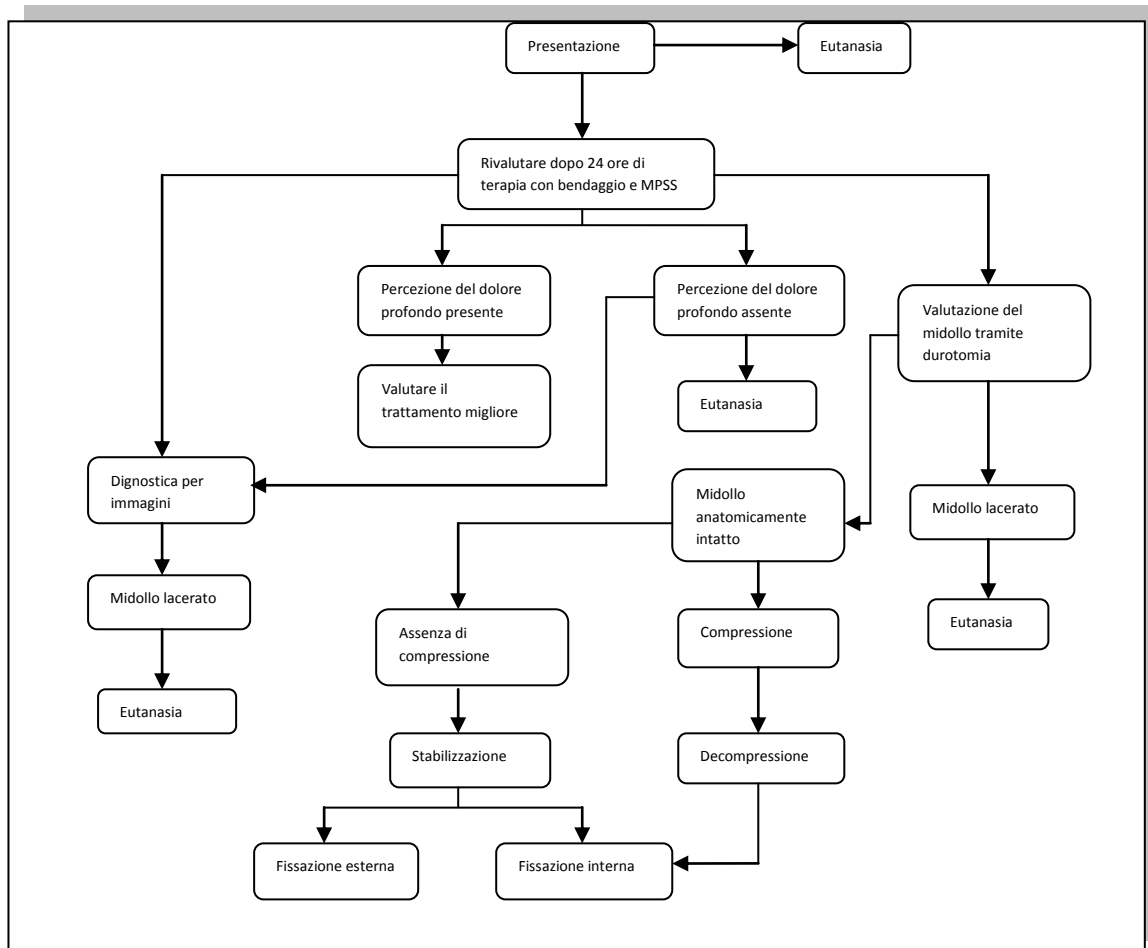 Presentazione
Eutanasia
Rivalutare dopo 24 ore di
terapia con bendaggio e MPSS
Percezione del dolore
profondo presente
Percezione del dolore
profondo assente
Valutazione del
midollo tramite
durotomia
Valutare il
trattamento migliore
Eutanasia
Dignostica per
immagini
Midollo
anatomicamente
intatto
Midollo lacerato
Midollo lacerato
Assenza di
compressione
Compressione
Eutanasia
Eutanasia
Stabilizzazione
Decompressione
Fissazione esterna
Fissazione interna